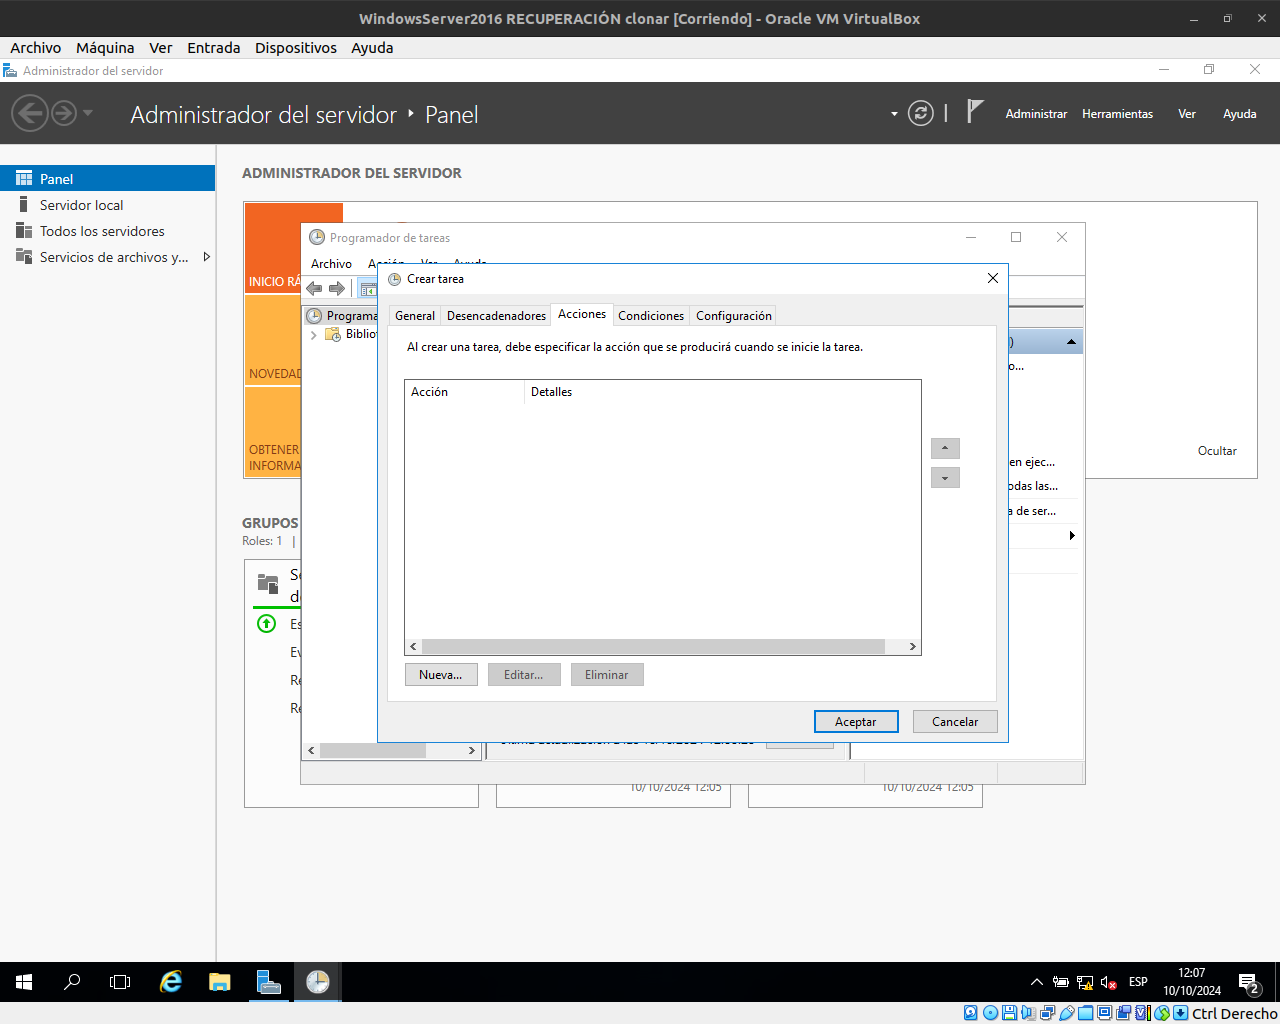 WindowsServer2016 RECUPERACIÓN clonar [Corriendo] - Oracle VM VirtualBox
Archivo Máquina Ver Entrada Dispositivos Ayuda
Administrador del servidor
Administrador del servidor ‣ Panel
Administrar Herramientas Ver Ayuda
Panel
Servidor local
Todos los servidores
Servicios de archivos y...
ADMINISTRADOR DEL SERVIDOR
INICIO RÁ
NOVEDAD
OBTENER
INFORMA
Ocultar
GRUPOS
Roles: 1 |
Programador de tareas
Archivo Acción Ver Ayuda
Programa
Bibliot
)
o...
en ejec...
odas las...
a de ser...
Crear tarea
General Desencadenadores Acciones Condiciones Configuración
Al crear una tarea, debe especificar la acción que se producirá cuando se inicie la tarea.
Acción Detalles
Nueva... Editar... Eliminar
Aceptar Cancelar
10/10/2024 12:05
10/10/2024 12:05
ESP
12:07
10/10/2024
2
Ctrl Derecho